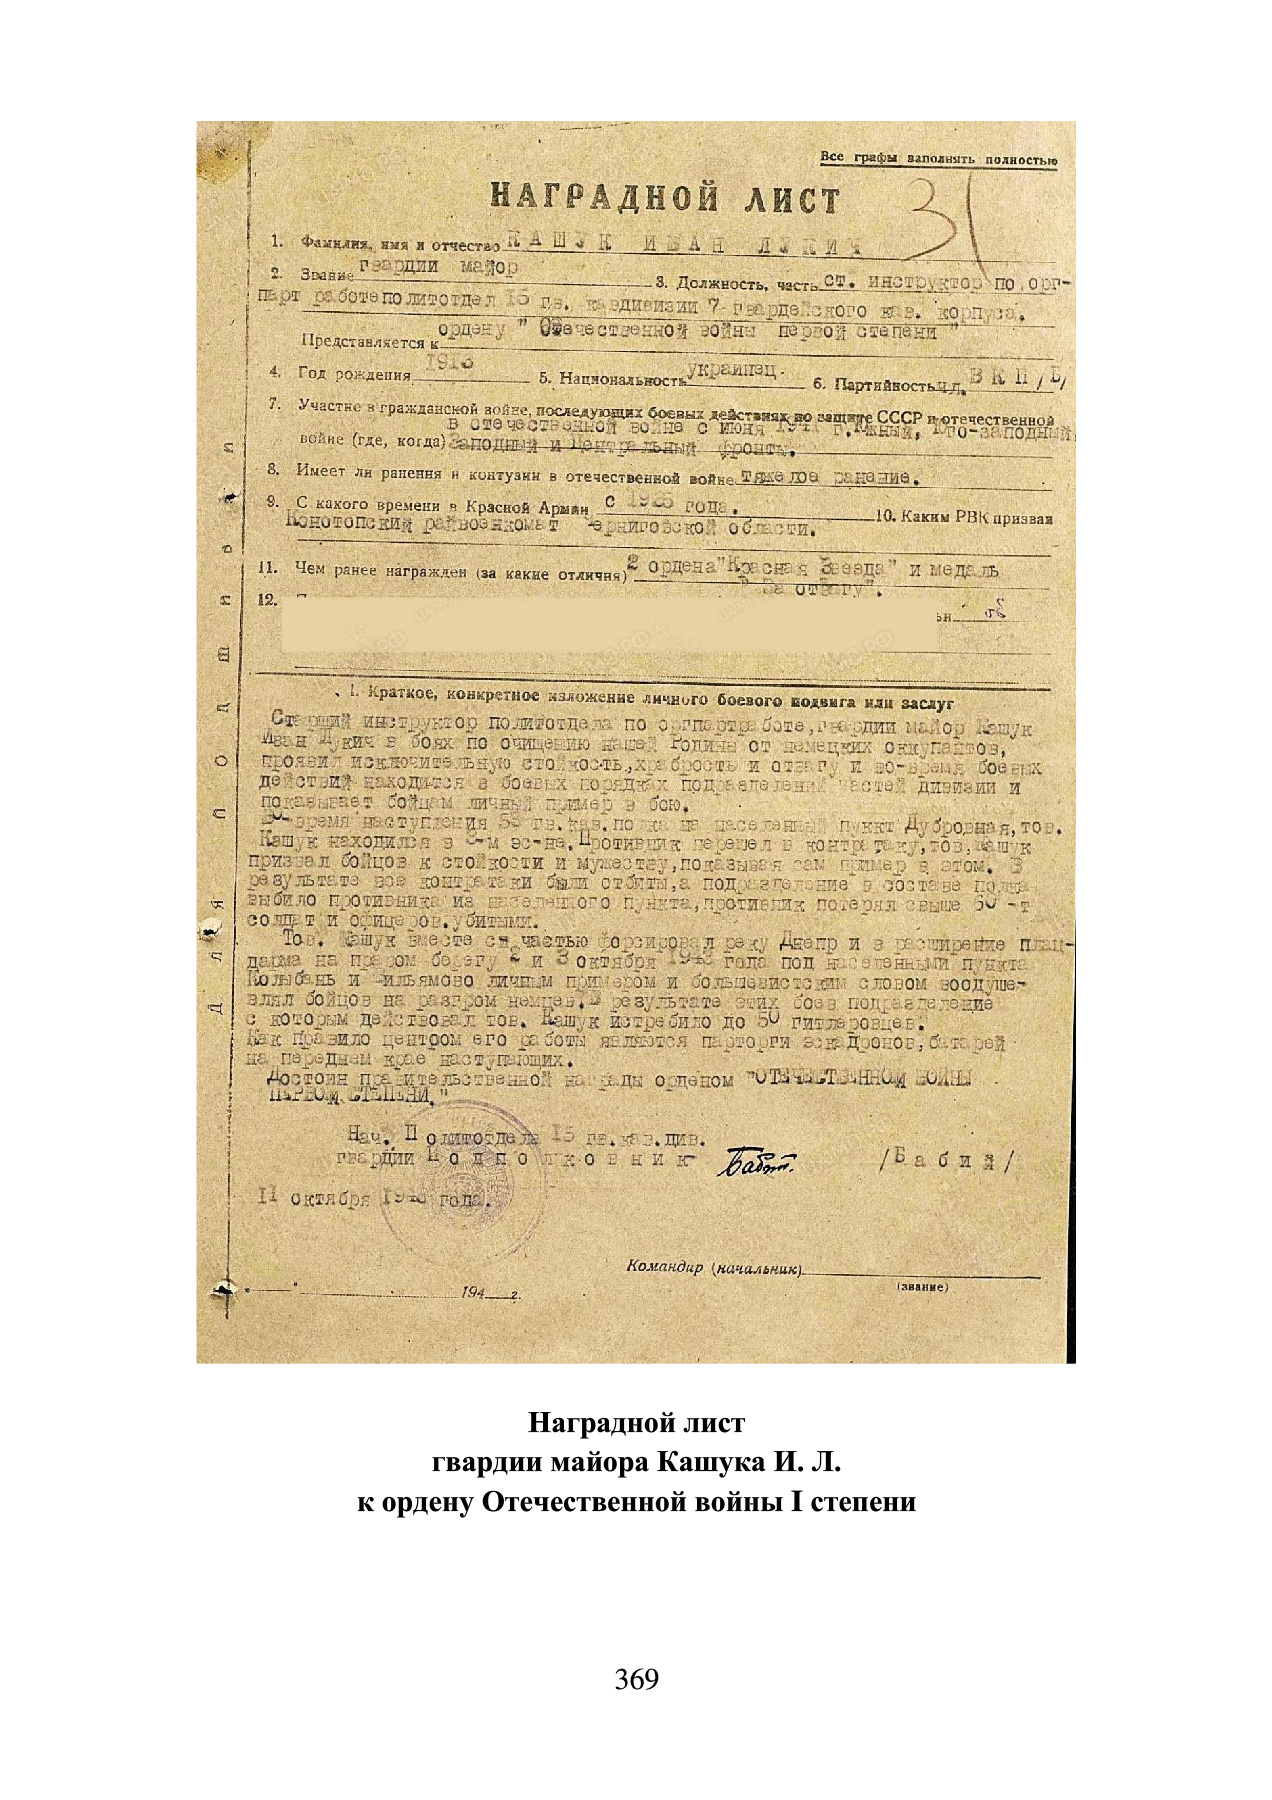 Все графы заполнять полностью
НАГРАДНОЙ ЛИСТ
31
1. Фамилия, имя и отчество КАШУК ИВАН ЛУКИЧ
2. Звание гвардии майор 3. Должность, часть ст. инструктор по орг-
парт работе политотдел 15 гв. кавдивизии 7 гвардейского кав. корпуса.
Представляется к ордену " Отечественной войны первой степени "
4. Год рождения 5. Национальность украинец. 6. Партийность чл. ВКП/Б/
7. Участие в гражданской войне, последующих боевых действиях по защите СССР и отечественной
войне (где, когда) в отечественной войне с июня 1941 г. Южный, Юго-заподный,
Заподный и Центральный фронты.
8. Имеет ли ранения и контузии в отечественной войне тяжелое ранение.
9. С какого времени в Красной Армии с года. 10. Каким РВК призван
Конотопский райвоенкомат Черниговской области.
11. Чем ранее награжден (за какие отличия) 2 ордена "Красная Звезда" и медаль
" За отвагу".
12.
I. Краткое, конкретное изложение личного боевого подвига или заслуг
Старший инструктор политотдела по оргпартработе, гвардии майор Кашук
Иван Лукич в боях по очищению нашей Родины от немецких оккупантов,
проявил исключительную стойкость, храбрость и отвагу и во-время боевых
действий находится в боевых порядках подразделений частей дивизии и
показывает бойцам личный пример в бою.
Во-время наступления 55 гв. кав. полка на населенный пункт Дубровная, тов.
Кашук находился в эс-не. Противник перешел в контратаку, тов. Кашук
призвал бойцов к стойкости и мужеству, показывая сам пример в этом. В
результате все контратаки были отбиты, а подразделение в составе полка
выбило противника из населенного пункта, противник потерял свыше -т
солдат и офицеров. убитыми.
Тов. Кашук вместе с частью форсировал реку Днепр и в расширение плац-
дарма на правом берегу 2 и 3 октября 1943 года под населенными пункта
Колыбань и Вильямово личным примером и большевистским словом воодуше-
влял бойцов на разгром немцев. В результате этих боев подразделение
с которым действовал тов. Кашук истребило до 50 гитлеровцев.
Как правило центром его работы являются парторги эскадронов, батарей
на переднем крае наступающих.
Достоин правительственной награды орденом "ОТЕЧЕСТВЕННОЙ ВОЙНЫ
ПЕРВОЙ СТЕПЕНИ."
Нач. Политотдела 15 гв. кав. див.
гвардии Подполковник Бабий /Бабий/
11 октября 1943 года.
Командир (начальник)
(звание)
" " 194 г.
Для подшивки
Наградной лист
гвардии майора Кашука И. Л.
к ордену Отечественной войны I степени
369